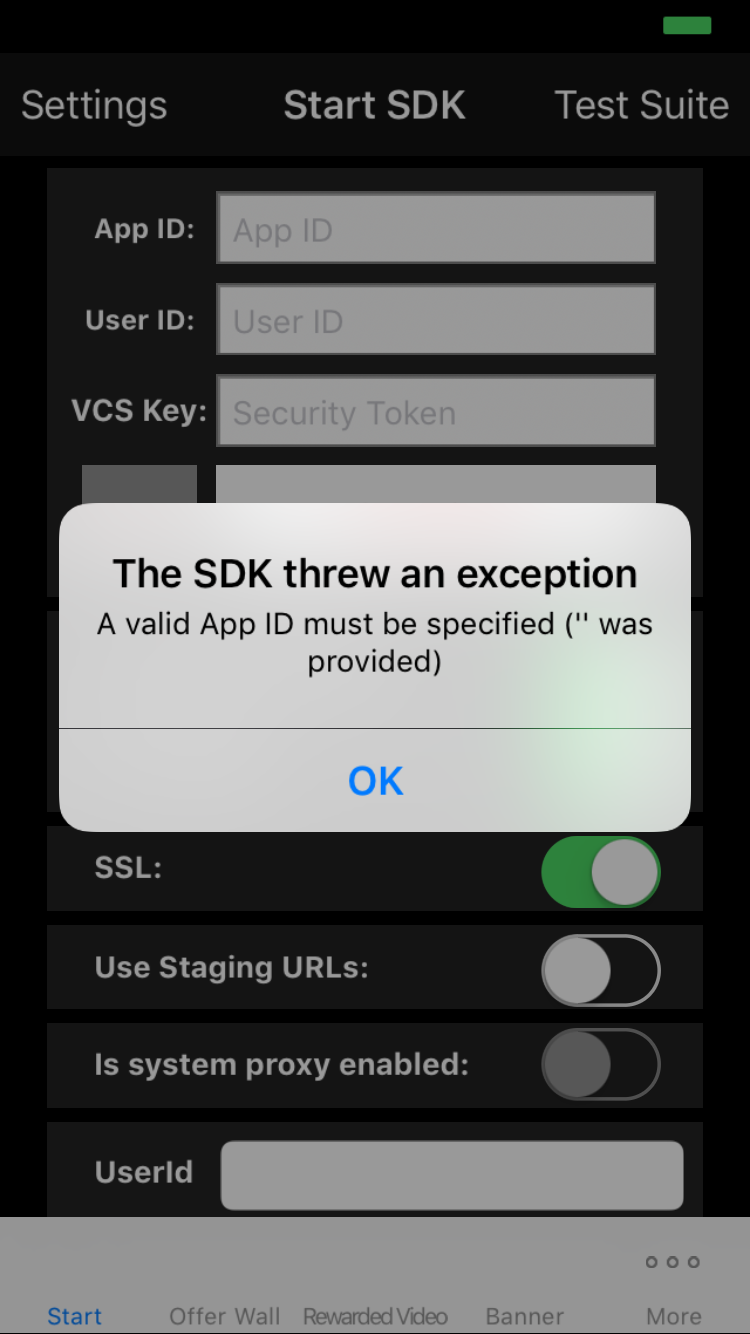 Settings Start SDK Test Suite
App ID: App ID
User ID: User ID
VCS Key: Security Token
The SDK threw an exception
A valid App ID must be specified ('' was
provided)
OK
SSL:
Use Staging URLs:
Is system proxy enabled:
UserId
Start Offer Wall Rewarded Video Banner More